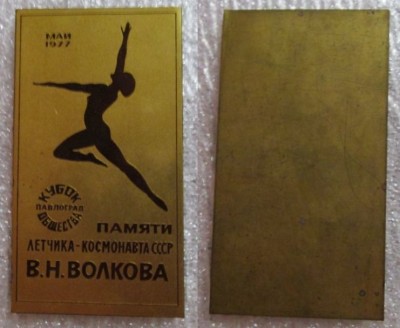 МАЙ
1977
КУБОК
ПАВЛОГРАД
ОБЩЕСТВА
ПАМЯТИ
ЛЕТЧИКА-КОСМОНАВТА СССР
В.Н.ВОЛКОВА